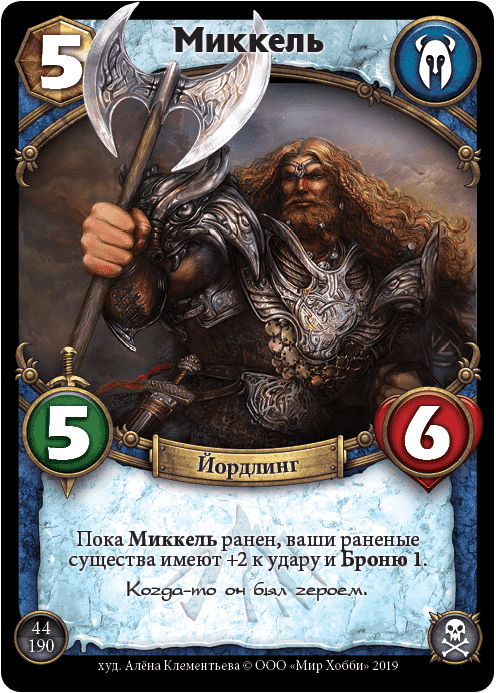 5
Миккель
5
Йордлинг
6
Пока Миккель ранен, ваши раненые
существа имеют +2 к удару и Броню 1.
Когда-то он был героем.
44
190
худ. Алёна Клементьева © ООО «Мир Хобби» 2019